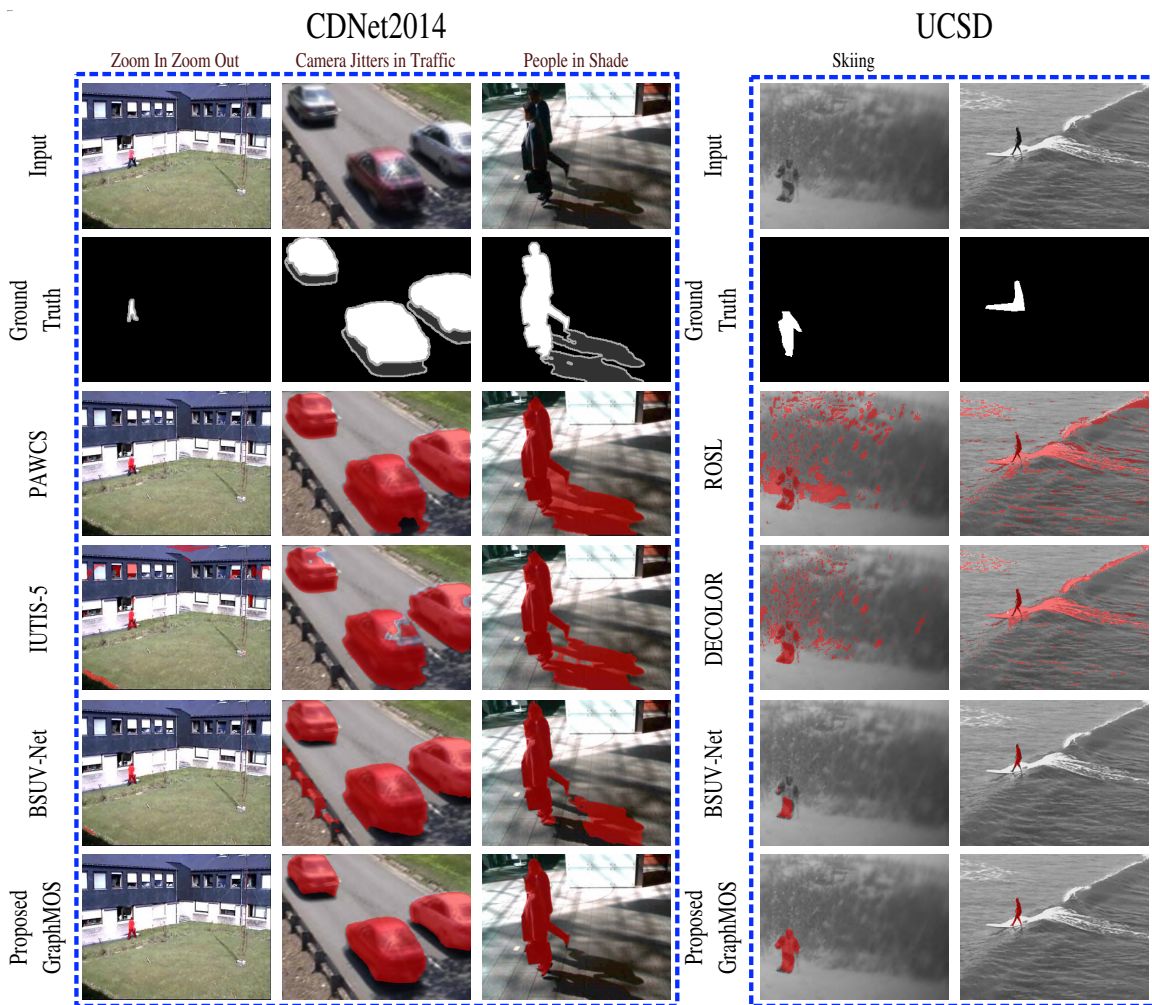 CDNet2014
UCSD
Zoom In Zoom Out
Camera Jitters in Traffic
People in Shade
Skiing
Input
Input
Ground
Truth
Ground
Truth
PAWCS
ROSL
IUTIS-5
DECOLOR
BSUV-Net
BSUV-Net
Proposed
GraphMOS
Proposed
GraphMOS